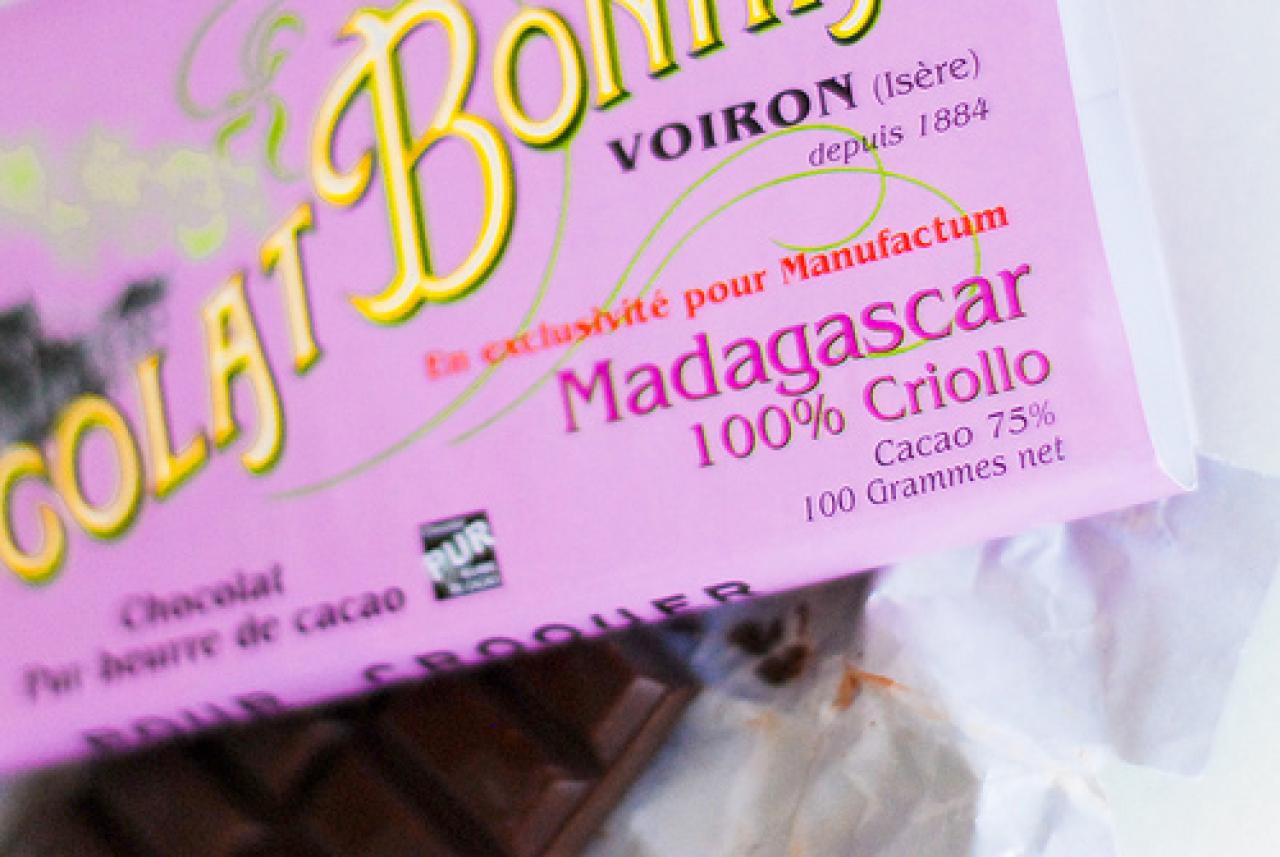 COLAT BONNA
VOIRON (Isère)
depuis 1884
En exclusivité pour Manufactum
Madagascar
100% Criollo
Cacao 75%
100 Grammes net
Chocolat
Pur beurre de cacao
PUR
POUR CROQUER